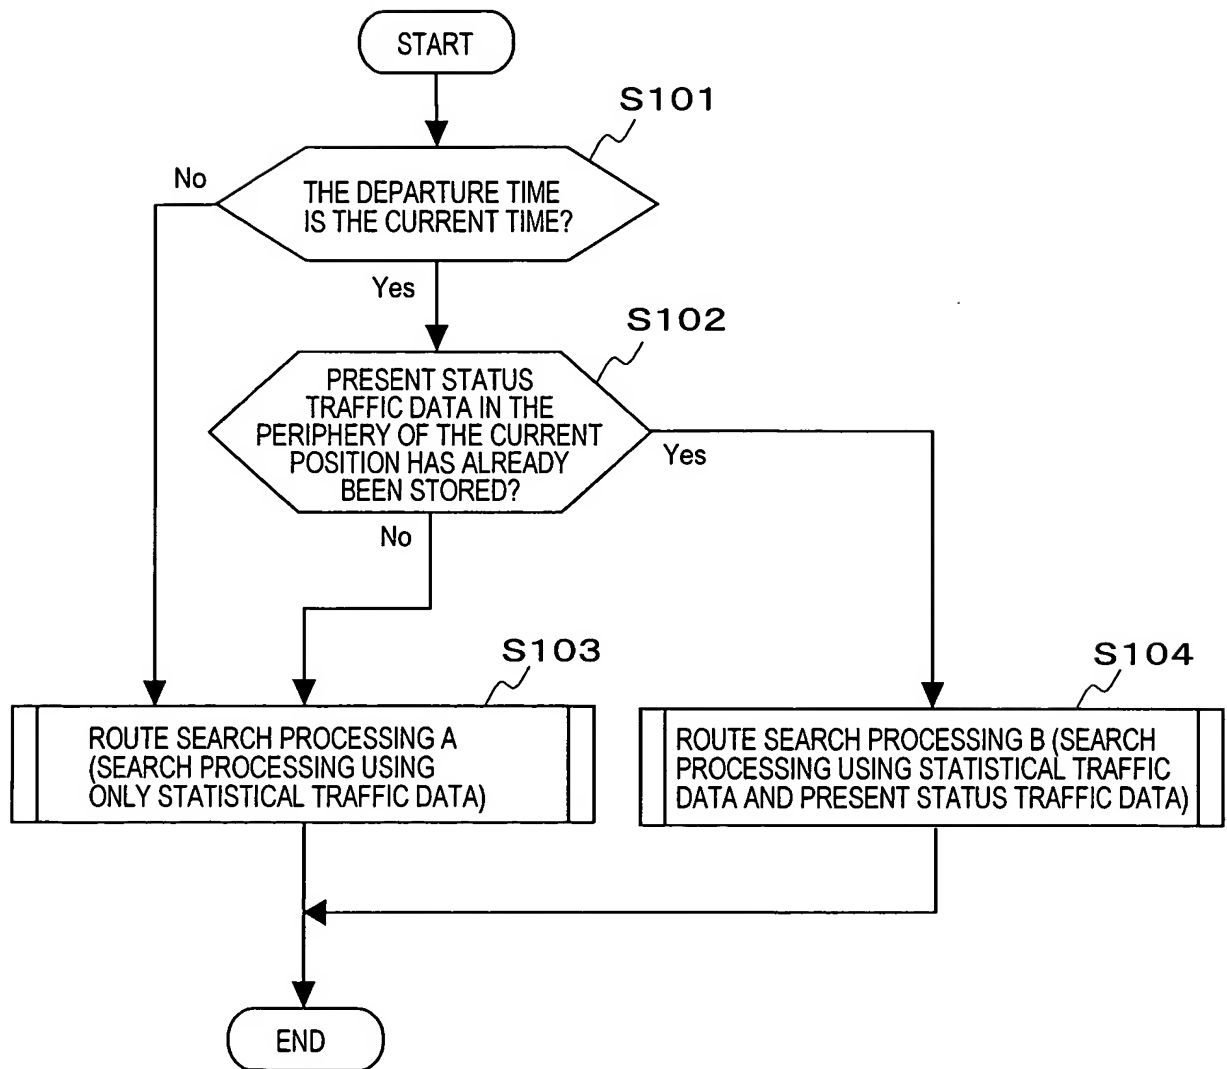 START
S101
No
THE DEPARTURE TIME
IS THE CURRENT TIME?
Yes
S102
PRESENT STATUS
TRAFFIC DATA IN THE
PERIPHERY OF THE CURRENT
POSITION HAS ALREADY
BEEN STORED?
Yes
No
S103
S104
ROUTE SEARCH PROCESSING A
(SEARCH PROCESSING USING
ONLY STATISTICAL TRAFFIC DATA)
ROUTE SEARCH PROCESSING B (SEARCH
PROCESSING USING STATISTICAL TRAFFIC
DATA AND PRESENT STATUS TRAFFIC DATA)
END